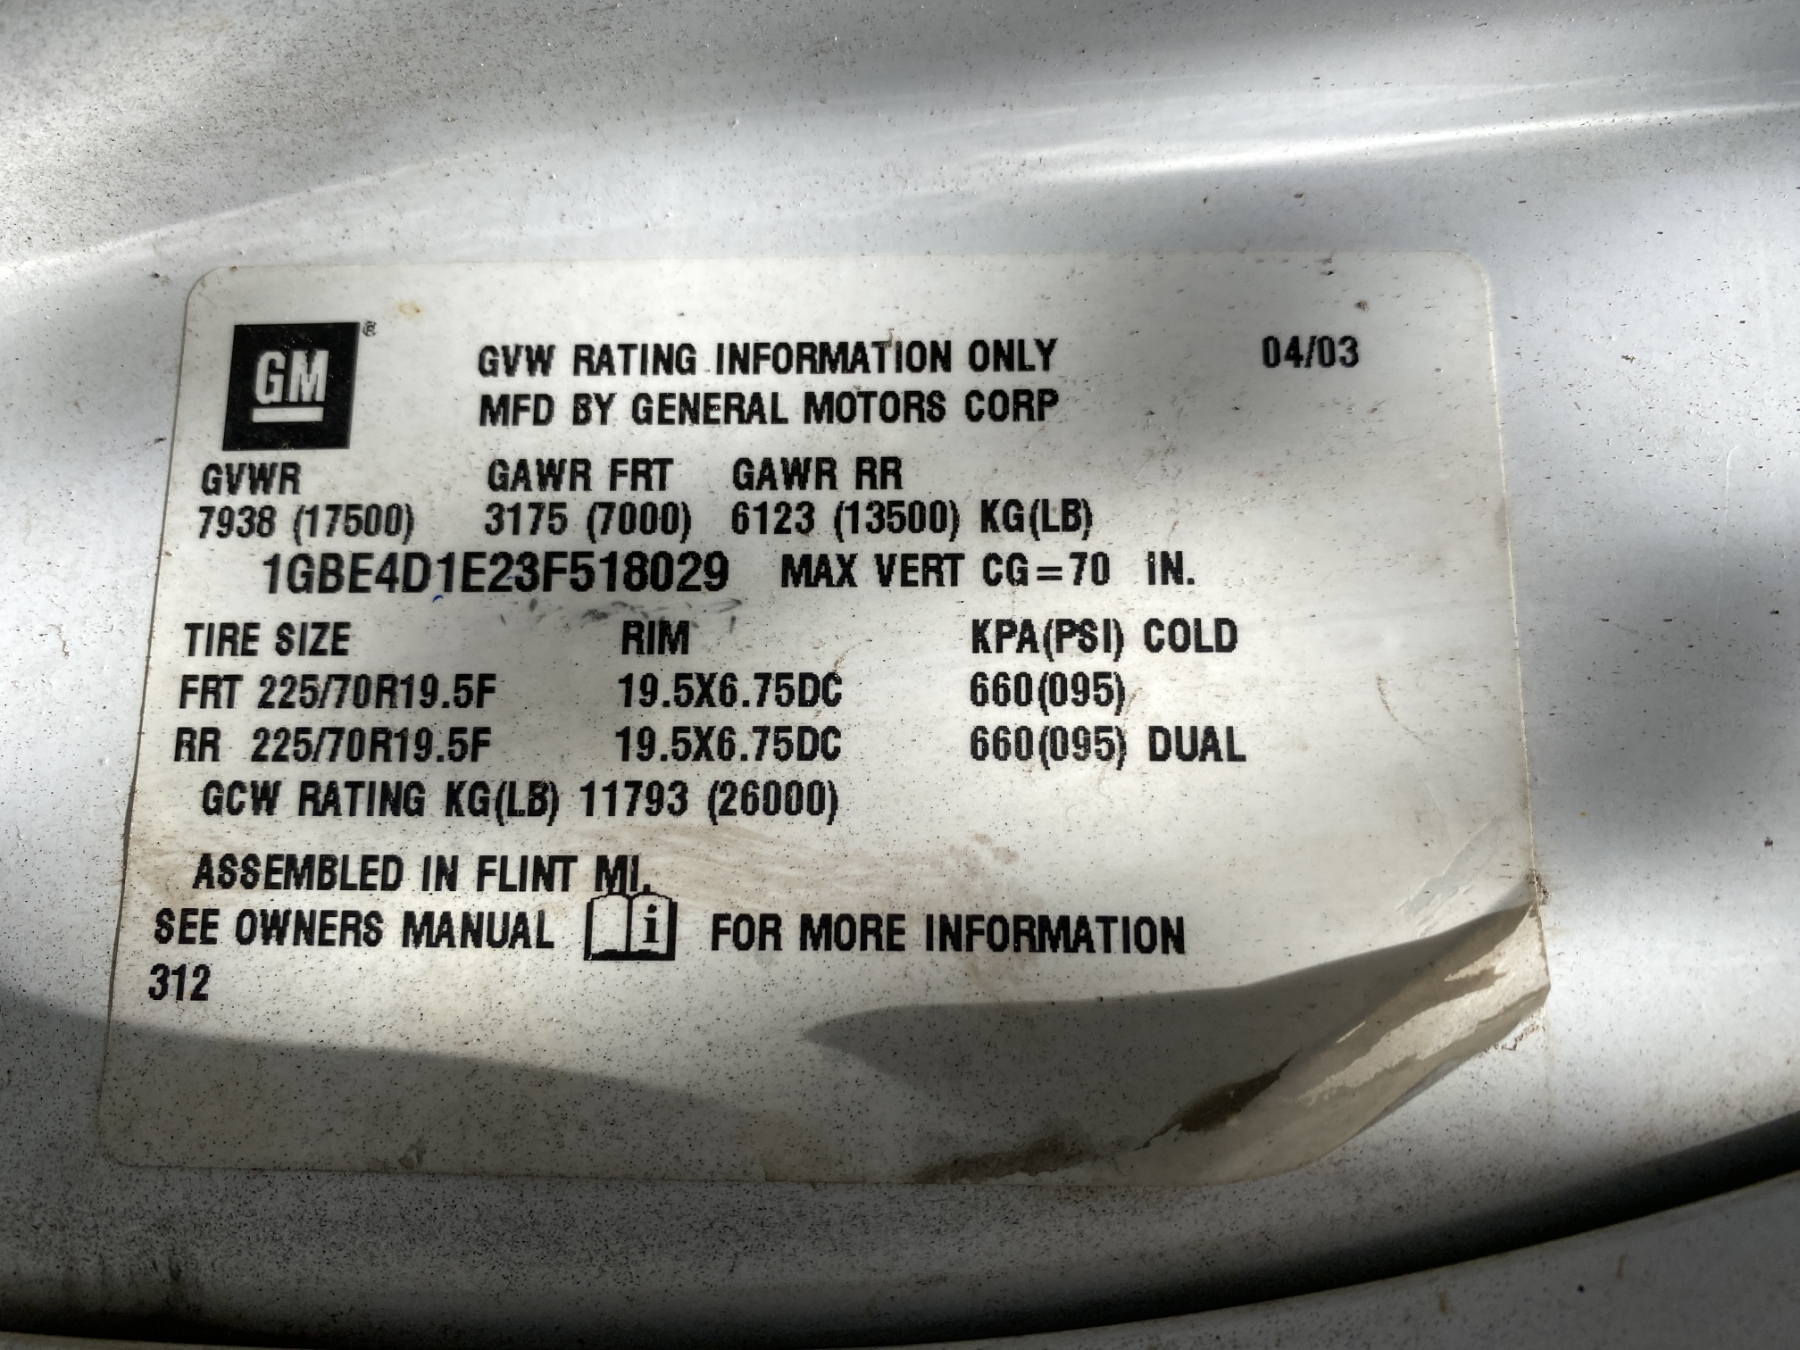 GM®
GVW RATING INFORMATION ONLY 04/03
MFD BY GENERAL MOTORS CORP
GVWR GAWR FRT GAWR RR
7938 (17500) 3175 (7000) 6123 (13500) KG(LB)
1GBE4D1E23F518029 MAX VERT CG=70 IN.
TIRE SIZE RIM KPA(PSI) COLD
FRT 225/70R19.5F 19.5X6.75DC 660(095)
RR 225/70R19.5F 19.5X6.75DC 660(095) DUAL
GCW RATING KG(LB) 11793 (26000)
ASSEMBLED IN FLINT MI.
SEE OWNERS MANUAL i FOR MORE INFORMATION
312